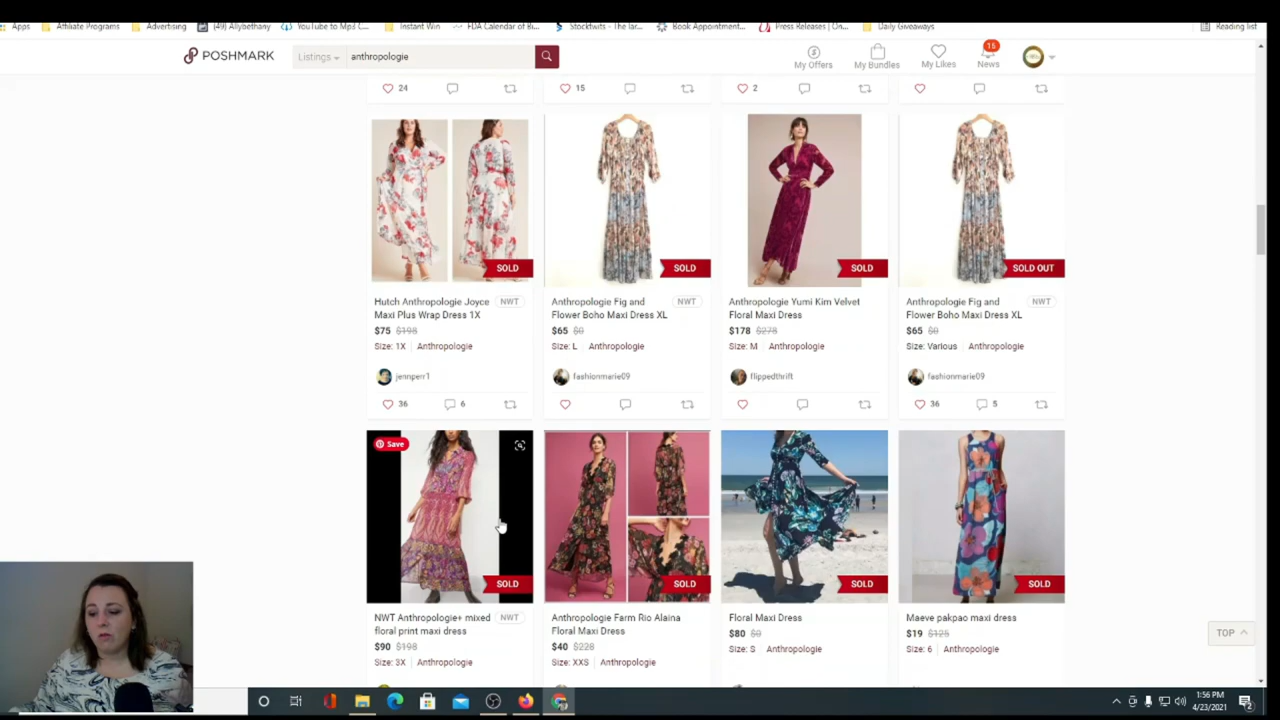 Apps Affiliate Programs Advertising (49) Allybethany YouTube to Mp3 C... Instant Win FDA Calendar of Bi... Stocktwits - The lar... Book Appointment... Press Releases | On... Daily Giveaways Reading list
POSHMARK Listings anthropologie My Offers My Bundles My Likes 15 News
24 15 2
SOLD SOLD SOLD SOLD OUT
Hutch Anthropologie Joyce NWT
Maxi Plus Wrap Dress 1X
$75 $198
Size: 1X Anthropologie
jennperr1
36 6
Anthropologie Fig and NWT
Flower Boho Maxi Dress XL
$65 $0
Size: L Anthropologie
fashionmarie09
Anthropologie Yumi Kim Velvet
Floral Maxi Dress
$178 $278
Size: M Anthropologie
flippedthrift
Anthropologie Fig and NWT
Flower Boho Maxi Dress XL
$65 $0
Size: Various Anthropologie
fashionmarie09
36 5
Save
SOLD SOLD SOLD SOLD
NWT Anthropologie+ mixed NWT
floral print maxi dress
$90 $198
Size: 3X Anthropologie
Anthropologie Farm Rio Alaina
Floral Maxi Dress
$40 $228
Size: XXS Anthropologie
Floral Maxi Dress
$80 $0
Size: S Anthropologie
Maeve pakpao maxi dress
$19 $125
Size: 6 Anthropologie
TOP
1:56 PM
4/23/2021
2